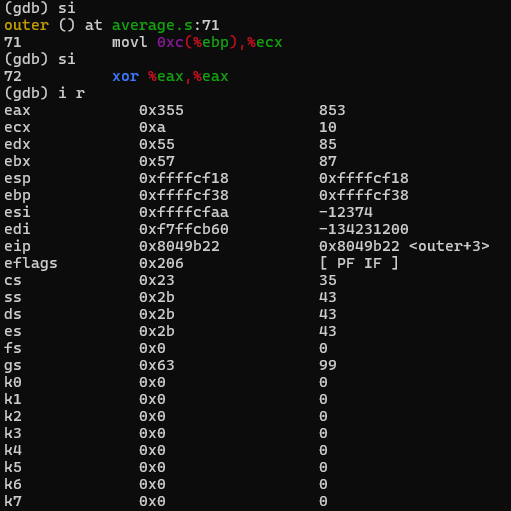 (gdb) si
outer () at average.s:71
71 movl 0xc(%ebp),%ecx
(gdb) si
72 xor %eax,%eax
(gdb) i r
eax 0x355 853
ecx 0xa 10
edx 0x55 85
ebx 0x57 87
esp 0xffffcf18 0xffffcf18
ebp 0xffffcf38 0xffffcf38
esi 0xffffcfaa -12374
edi 0xf7ffcb60 -134231200
eip 0x8049b22 0x8049b22 <outer+3>
eflags 0x206 [ PF IF ]
cs 0x23 35
ss 0x2b 43
ds 0x2b 43
es 0x2b 43
fs 0x0 0
gs 0x63 99
k0 0x0 0
k1 0x0 0
k2 0x0 0
k3 0x0 0
k4 0x0 0
k5 0x0 0
k6 0x0 0
k7 0x0 0